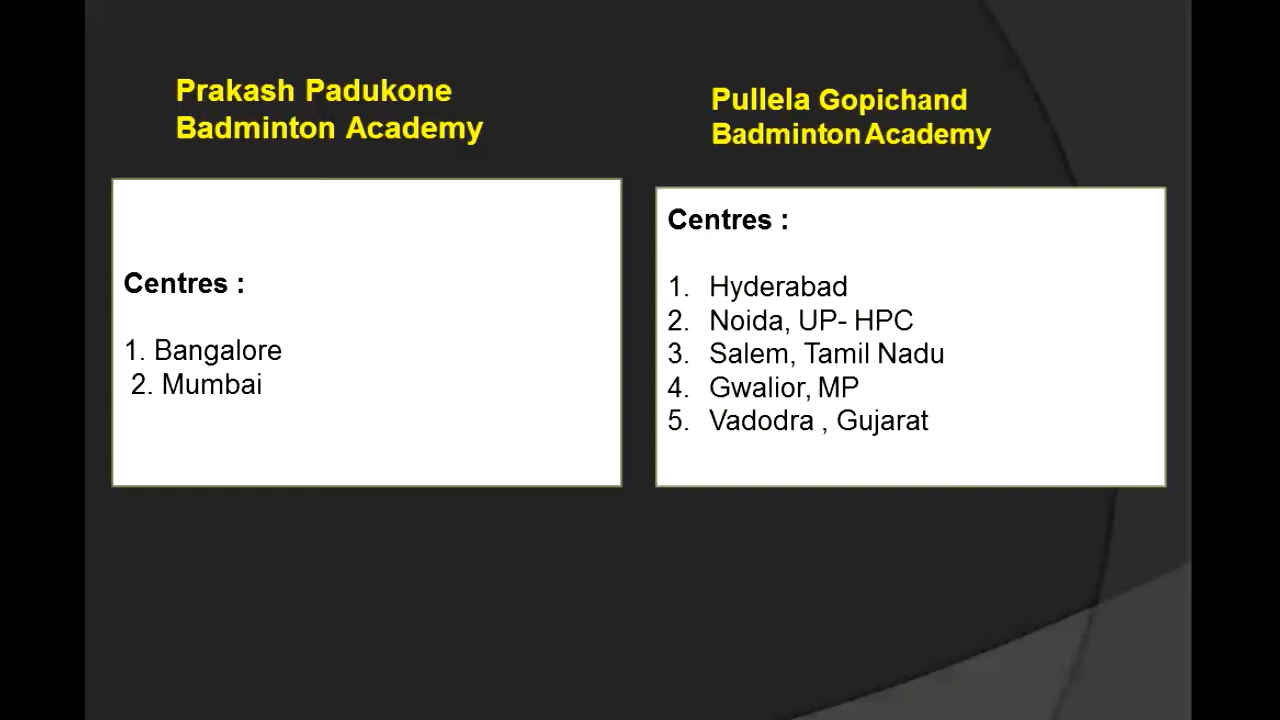 Prakash Padukone
Badminton Academy
Centres :
1. Bangalore
2. Mumbai
Pullela Gopichand
Badminton Academy
Centres :
1. Hyderabad
2. Noida, UP- HPC
3. Salem, Tamil Nadu
4. Gwalior, MP
5. Vadodra , Gujarat